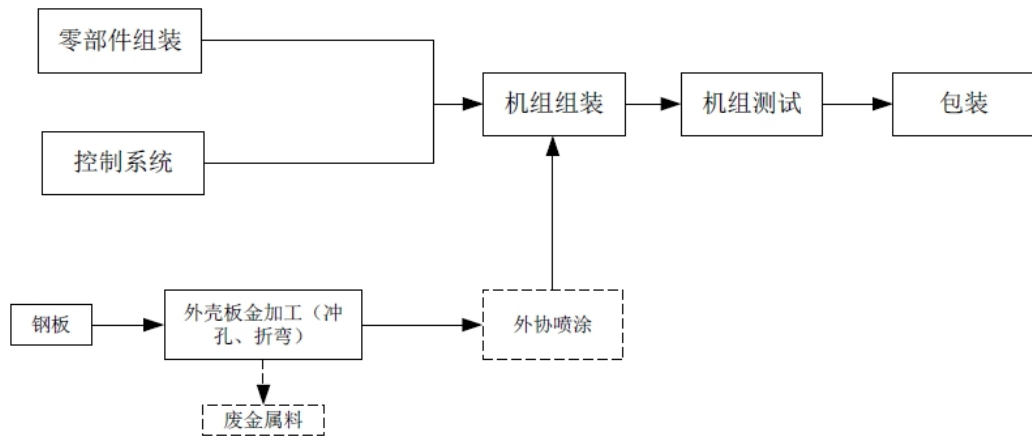 零部件组装
控制系统
机组组装
机组测试
包装
钢板
外壳板金加工（冲
孔、折弯）
外协喷涂
废金属料